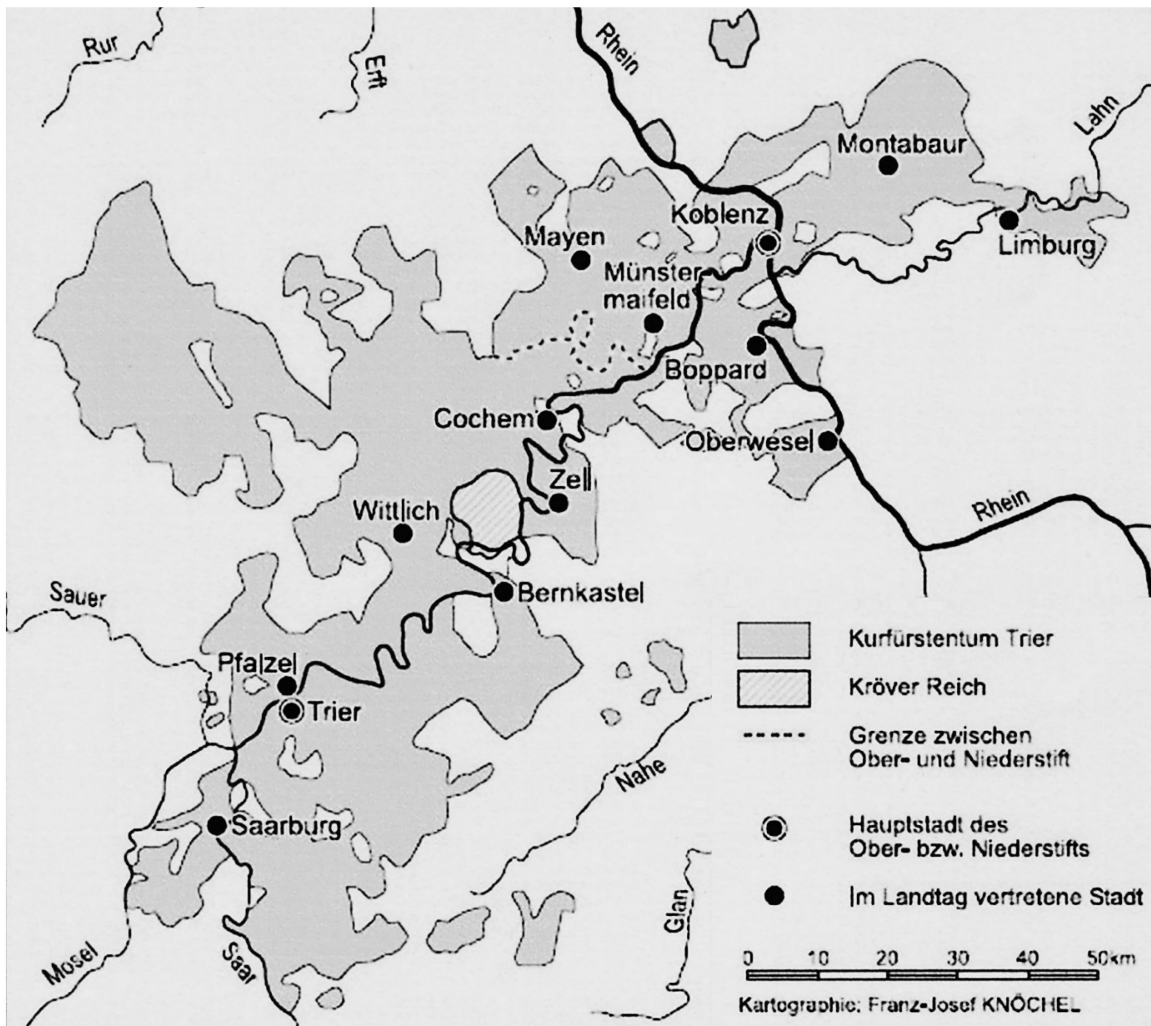 Rur
Erft
Rhein
Lahn
Montabaur
Koblenz
Limburg
Mayen
Münster
maifeld
Boppard
Cochem
Oberwesel
Zell
Wittlich
Rhein
Bernkastel
Sauer
Pfalzel
Trier
Nahe
Saarburg
Glan
Mosel
Saar
Kurfürstentum Trier
Kröver Reich
Grenze zwischen
Ober- und Niederstift
Hauptstadt des
Ober- bzw. Niederstifts
Im Landtag vertretene Stadt
0 10 20 30 40 50km
Kartographie: Franz-Josef KNÖCHEL